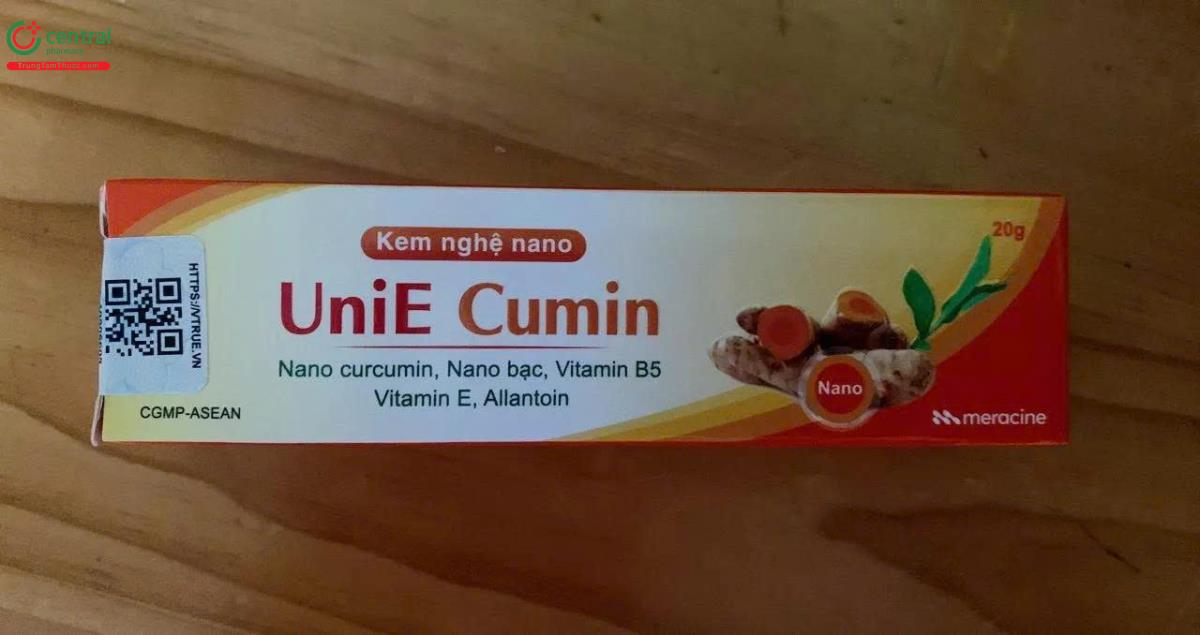 central
pharmacy
TrungTamThuoc.com
Kem nghệ nano
20g
UniE Cumin
Nano curcumin, Nano bạc, Vitamin B5
Vitamin E, Allantoin
Nano
meracine
CGMP-ASEAN
HTTPS://VTRUE.VN